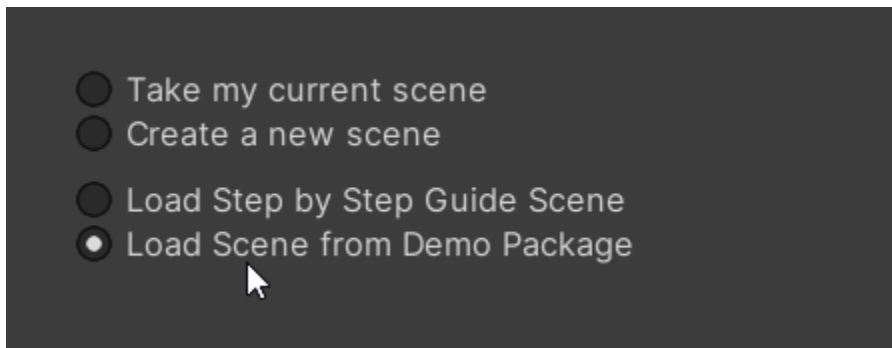 Take my current scene
Create a new scene
Load Step by Step Guide Scene
Load Scene from Demo Package